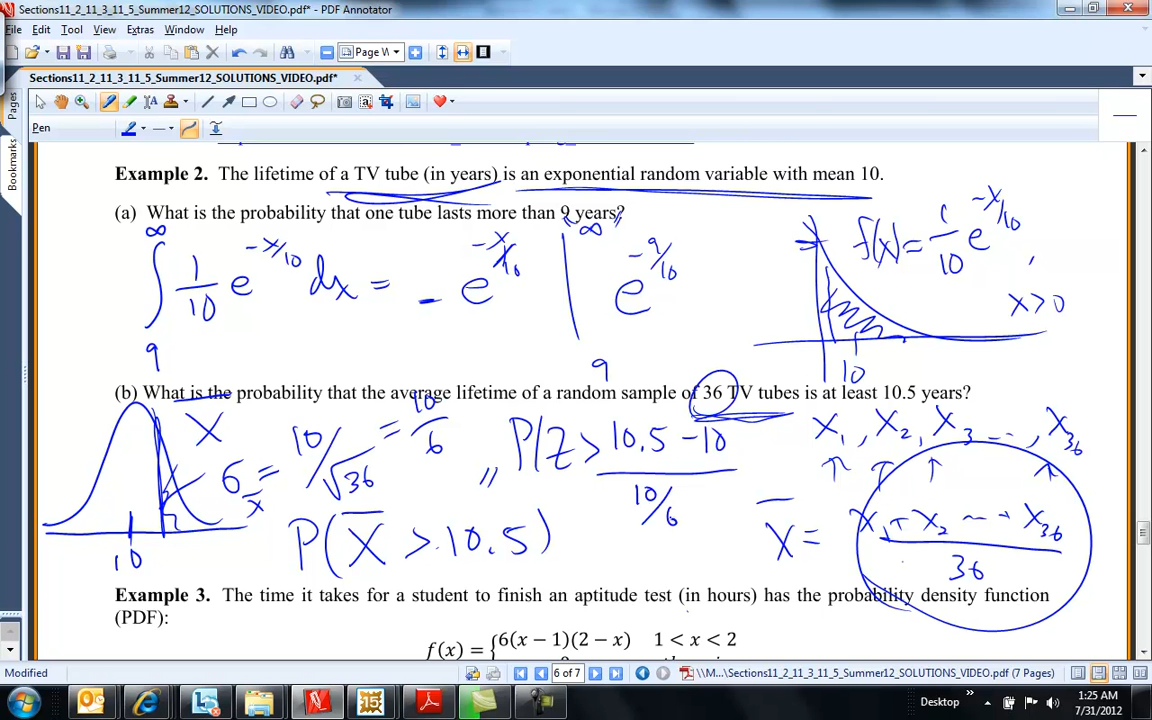 Sections11_2_11_3_11_5_Summer12_SOLUTIONS_VIDEO.pdf* - PDF Annotator
File Edit Tool View Extras Window Help
Page W
Sections11_2_11_3_11_5_Summer12_SOLUTIONS_VIDEO.pdf*
Pen
Pages
Bookmarks
Example 2. The lifetime of a TV tube (in years) is an exponential random variable with mean 10.
(a) What is the probability that one tube lasts more than 9 years?
∫₉^∞ 1/10 e^(-x/10) dx = - e^(-x/10) |₉^"∞" e^(-9/10)
f(x) = 1/10 e^(-x/10), x>0
10
(b) What is the probability that the average lifetime of a random sample of 36 TV tubes is at least 10.5 years?
X
σ_x̄ = 10/√36 = 10/6
10
P(Z > (10.5 - 10)/(10/6)
X₁, X₂, X₃ ..., X₃₆
P(X̄ > 10.5)
X̄ = (X₁ + X₂ ... + X₃₆)/36
Example 3. The time it takes for a student to finish an aptitude test (in hours) has the probability density function
(PDF):
f(x) = {6(x − 1)(2 − x) 1 < x < 2
Modified
6 of 7
\\M...\Sections11_2_11_3_11_5_Summer12_SOLUTIONS_VIDEO.pdf (7 Pages)
Desktop
1:25 AM
7/31/2012